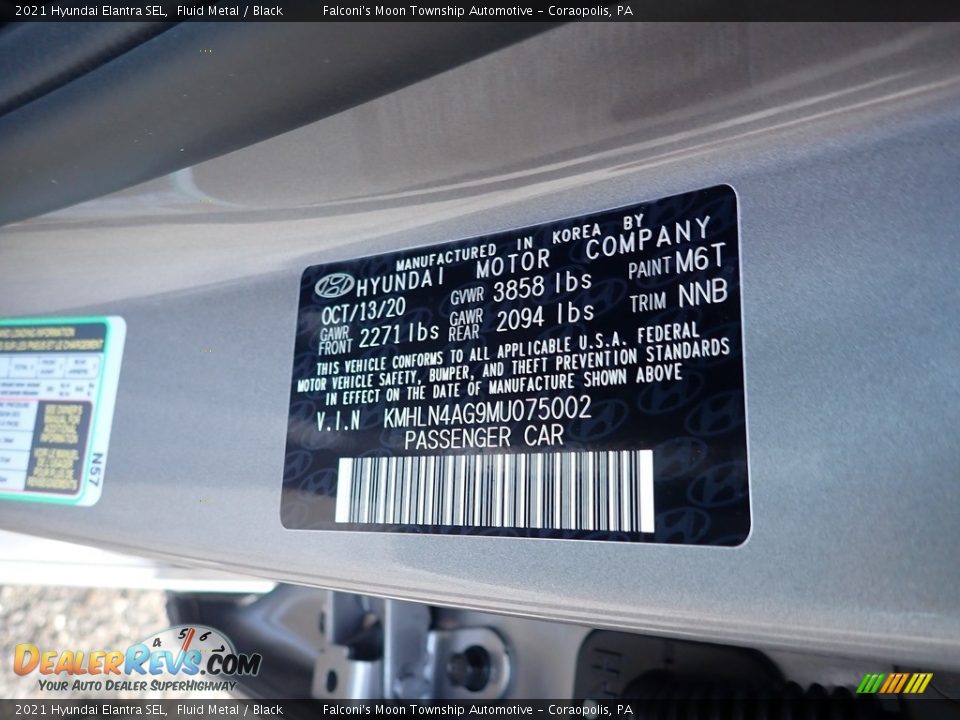 2021 Hyundai Elantra SEL, Fluid Metal / Black Falconi's Moon Township Automotive - Coraopolis, PA
MANUFACTURED IN KOREA BY
HYUNDAI MOTOR COMPANY
OCT/13/20 GVWR 3858 lbs PAINT M6T
GAWR FRONT 2271 lbs GAWR REAR 2094 lbs TRIM NNB
THIS VEHICLE CONFORMS TO ALL APPLICABLE U.S.A. FEDERAL
MOTOR VEHICLE SAFETY, BUMPER, AND THEFT PREVENTION STANDARDS
IN EFFECT ON THE DATE OF MANUFACTURE SHOWN ABOVE
V.I.N KMHLN4AG9MU075002
PASSENGER CAR
N57
4 5 6
DEALERREVS.COM
YOUR AUTO DEALER SUPERHIGHWAY
2021 Hyundai Elantra SEL, Fluid Metal / Black Falconi's Moon Township Automotive - Coraopolis, PA